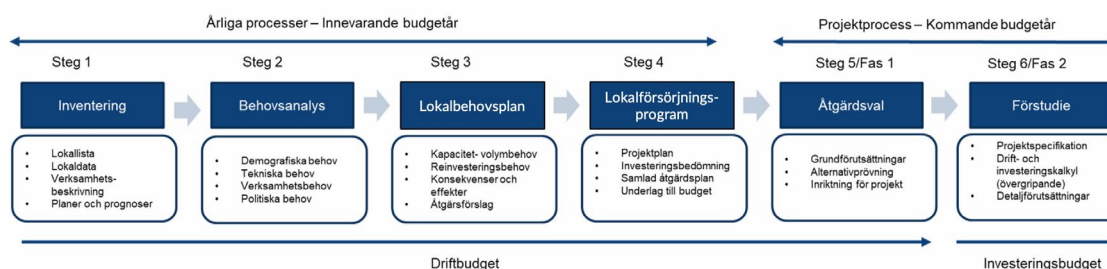 Årliga processer – Innevarande budgetår
Projektprocess – Kommande budgetår
Steg 1
Steg 2
Steg 3
Steg 4
Steg 5/Fas 1
Steg 6/Fas 2
Inventering
Behovsanalys
Lokalbehovsplan
Lokalförsörjnings-
program
Åtgärdsval
Förstudie
• Lokallista
• Lokaldata
• Verksamhets-
beskrivning
• Planer och prognoser
• Demografiska behov
• Tekniska behov
• Verksamhetsbehov
• Politiska behov
• Kapacitet- volymbehov
• Reinvesteringsbehov
• Konsekvenser och
effekter
• Åtgärsförslag
• Projektplan
• Investeringsbedömning
• Samlad åtgärdsplan
• Underlag till budget
• Grundförutsättningar
• Alternativprövning
• Inriktning för projekt
• Projektspecifikation
• Drift- och
investeringskalkyl
(övergripande)
• Detaljförutsättningar
Driftbudget
Investeringsbudget